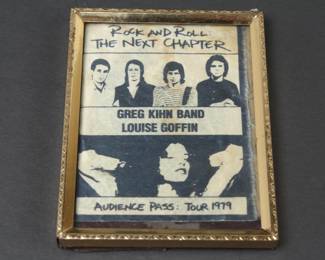 ROCK AND ROLL:
THE NEXT CHAPTER
GREG KIHN BAND
LOUISE GOFFIN
AUDIENCE PASS: TOUR 1979